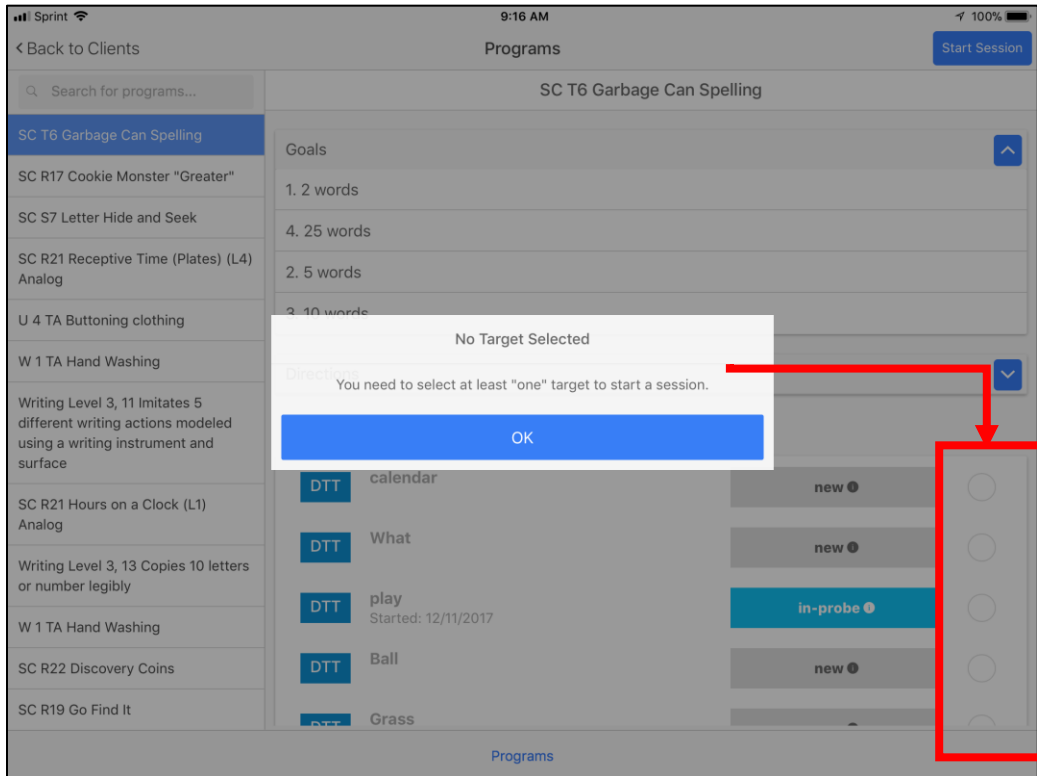 Sprint
9:16 AM
100%
Back to Clients
Programs
Start Session
Search for programs...
SC T6 Garbage Can Spelling
SC R17 Cookie Monster "Greater"
SC S7 Letter Hide and Seek
SC R21 Receptive Time (Plates) (L4)
Analog
U 4 TA Buttoning clothing
W 1 TA Hand Washing
Writing Level 3, 11 Imitates 5
different writing actions modeled
using a writing instrument and
surface
SC R21 Hours on a Clock (L1)
Analog
Writing Level 3, 13 Copies 10 letters
or number legibly
W 1 TA Hand Washing
SC R22 Discovery Coins
SC R19 Go Find It
SC T6 Garbage Can Spelling
Goals
1. 2 words
4. 25 words
2. 5 words
3. 10 words
No Target Selected
Directions
You need to select at least "one" target to start a session.
OK
DTT calendar new
DTT What new
DTT play in-probe
Started: 12/11/2017
DTT Ball new
DTT Grass
Programs